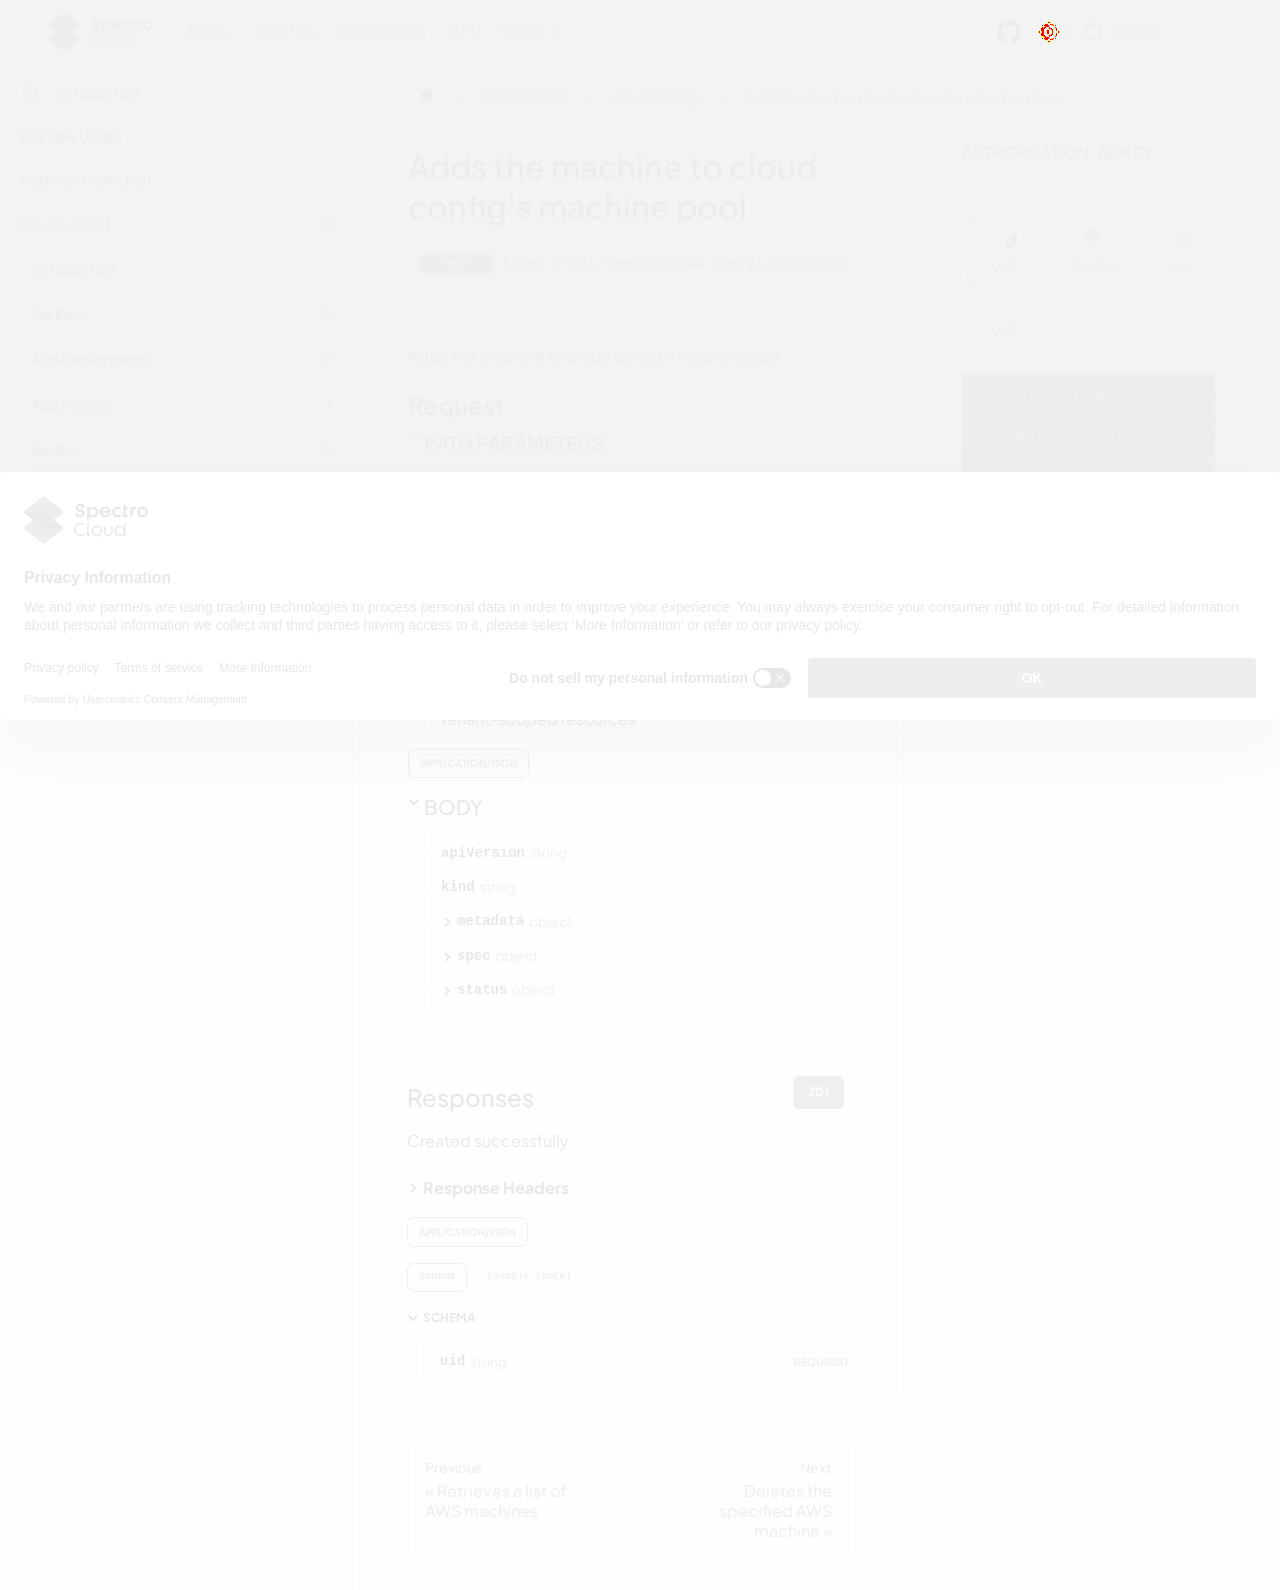 Spectro
Cloud
Docs Tutorials Downloads API latest
Search
Introduction
Example Usage
Postman Collection
Palette API V1
Introduction
Api Keys
App Deployments
App Profiles
Audits
Palette API V1 Cloudconfigs Adds the machine to cloud config's machine pool
Adds the machine to cloud
config's machine pool
POST https://api.spectrocloud.com/v1/cloudconf
Adds the machine to cloud config's machine pool
Request
PATH PARAMETERS
AUTHORIZATION: APIKEY
CURL PYTHON GO
CURL
Spectro
Cloud
Privacy Information
We and our partners are using tracking technologies to process personal data in order to improve your experience. You may always exercise your consumer right to opt-out. For detailed information
about personal information we collect and third parties having access to it, please select 'More Information' or refer to our privacy policy.
Privacy policy Terms of service More Information
Do not sell my personal information
OK
Powered by Usercentrics Consent Management
tenant-scoped resources
APPLICATION/JSON
BODY
apiVersion string
kind string
metadata object
spec object
status object
Responses
201
Created successfully
Response Headers
APPLICATION/JSON
Schema Example (auto)
SCHEMA
uid string REQUIRED
Previous
« Retrieves a list of
AWS machines
Next
Deletes the
specified AWS
machine »